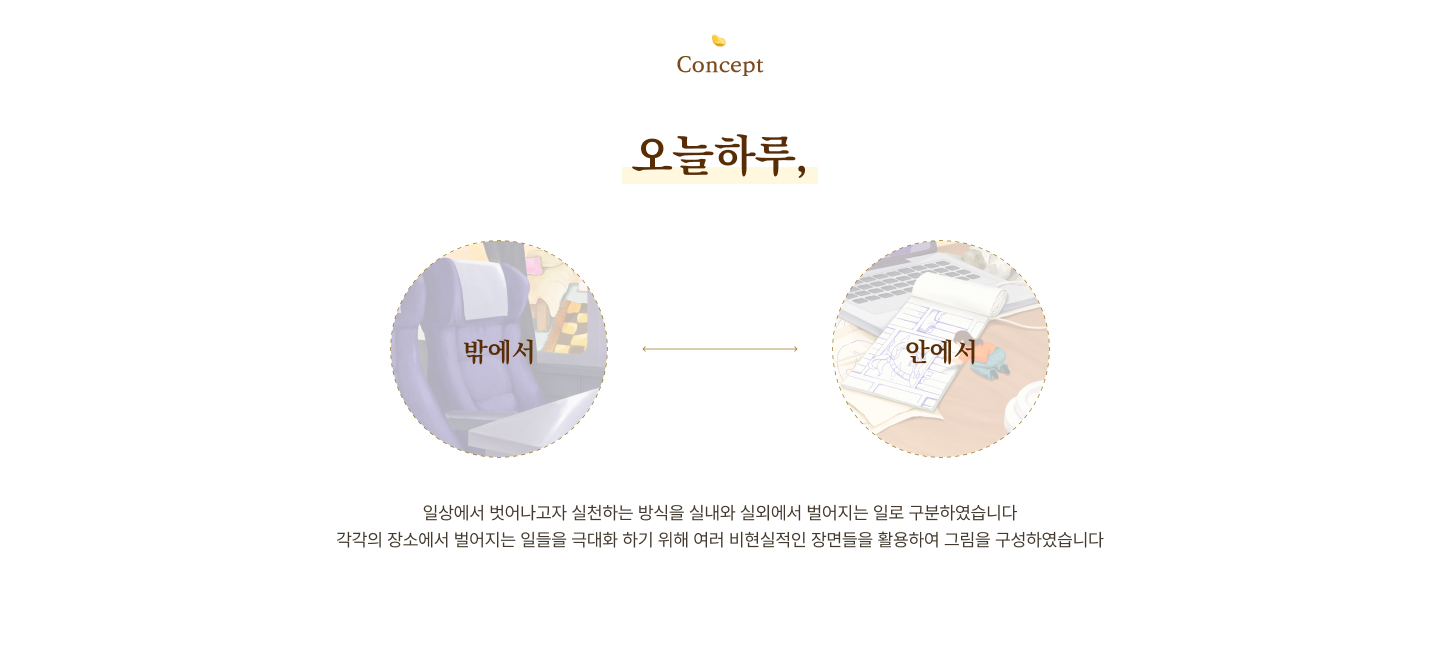 Concept
오늘하루,
밖에서
안에서
일상에서 벗어나고자 실천하는 방식을 실내와 실외에서 벌어지는 일로 구분하였습니다
각각의 장소에서 벌어지는 일들을 극대화 하기 위해 여러 비현실적인 장면들을 활용하여 그림을 구성하였습니다